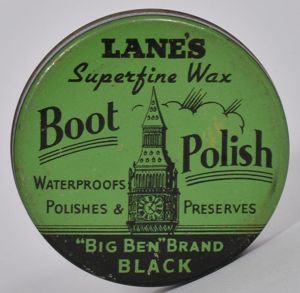 LANE'S
Superfine Wax
Boot
Polish
WATERPROOFS
POLISHES & PRESERVES
"BIG BEN" BRAND
BLACK